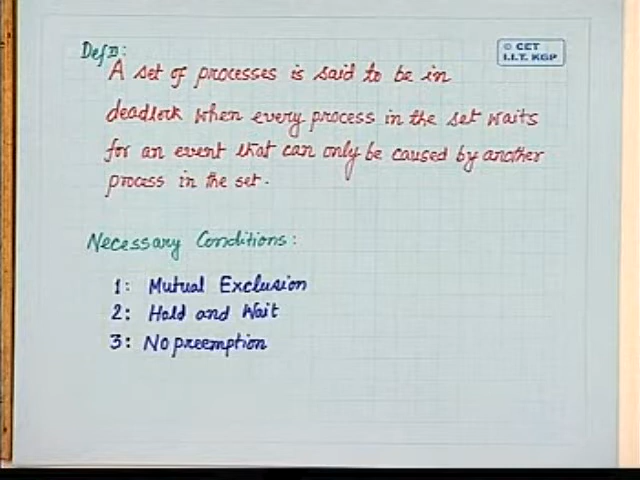 Defⁿ:
© CET
I.I.T. KGP
A set of processes is said to be in
deadlock when every process in the set waits
for an event that can only be caused by another
process in the set.
Necessary Conditions:
1: Mutual Exclusion
2: Hold and Wait
3: No preemption